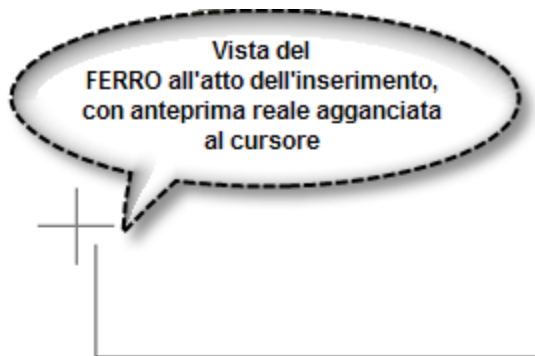 Vista del
FERRO all'atto dell'inserimento,
con anteprima reale agganciata
al cursore